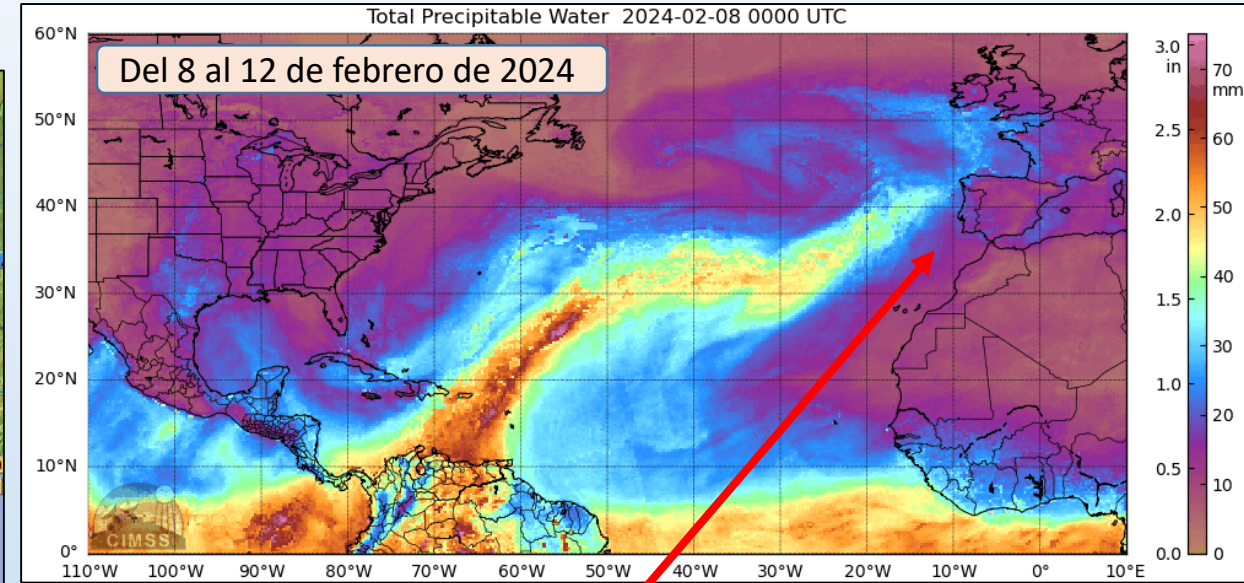 Total Precipitable Water 2024-02-08 0000 UTC
Del 8 al 12 de febrero de 2024
60°N
50°N
40°N
30°N
20°N
10°N
0°
110°W 100°W 90°W 80°W 70°W 60°W 50°W 40°W 30°W 20°W 10°W 0° 10°E
3.0
in
2.5
2.0
1.5
1.0
0.5
0.0
70
mm
60
50
40
30
20
10
0
CIMSS